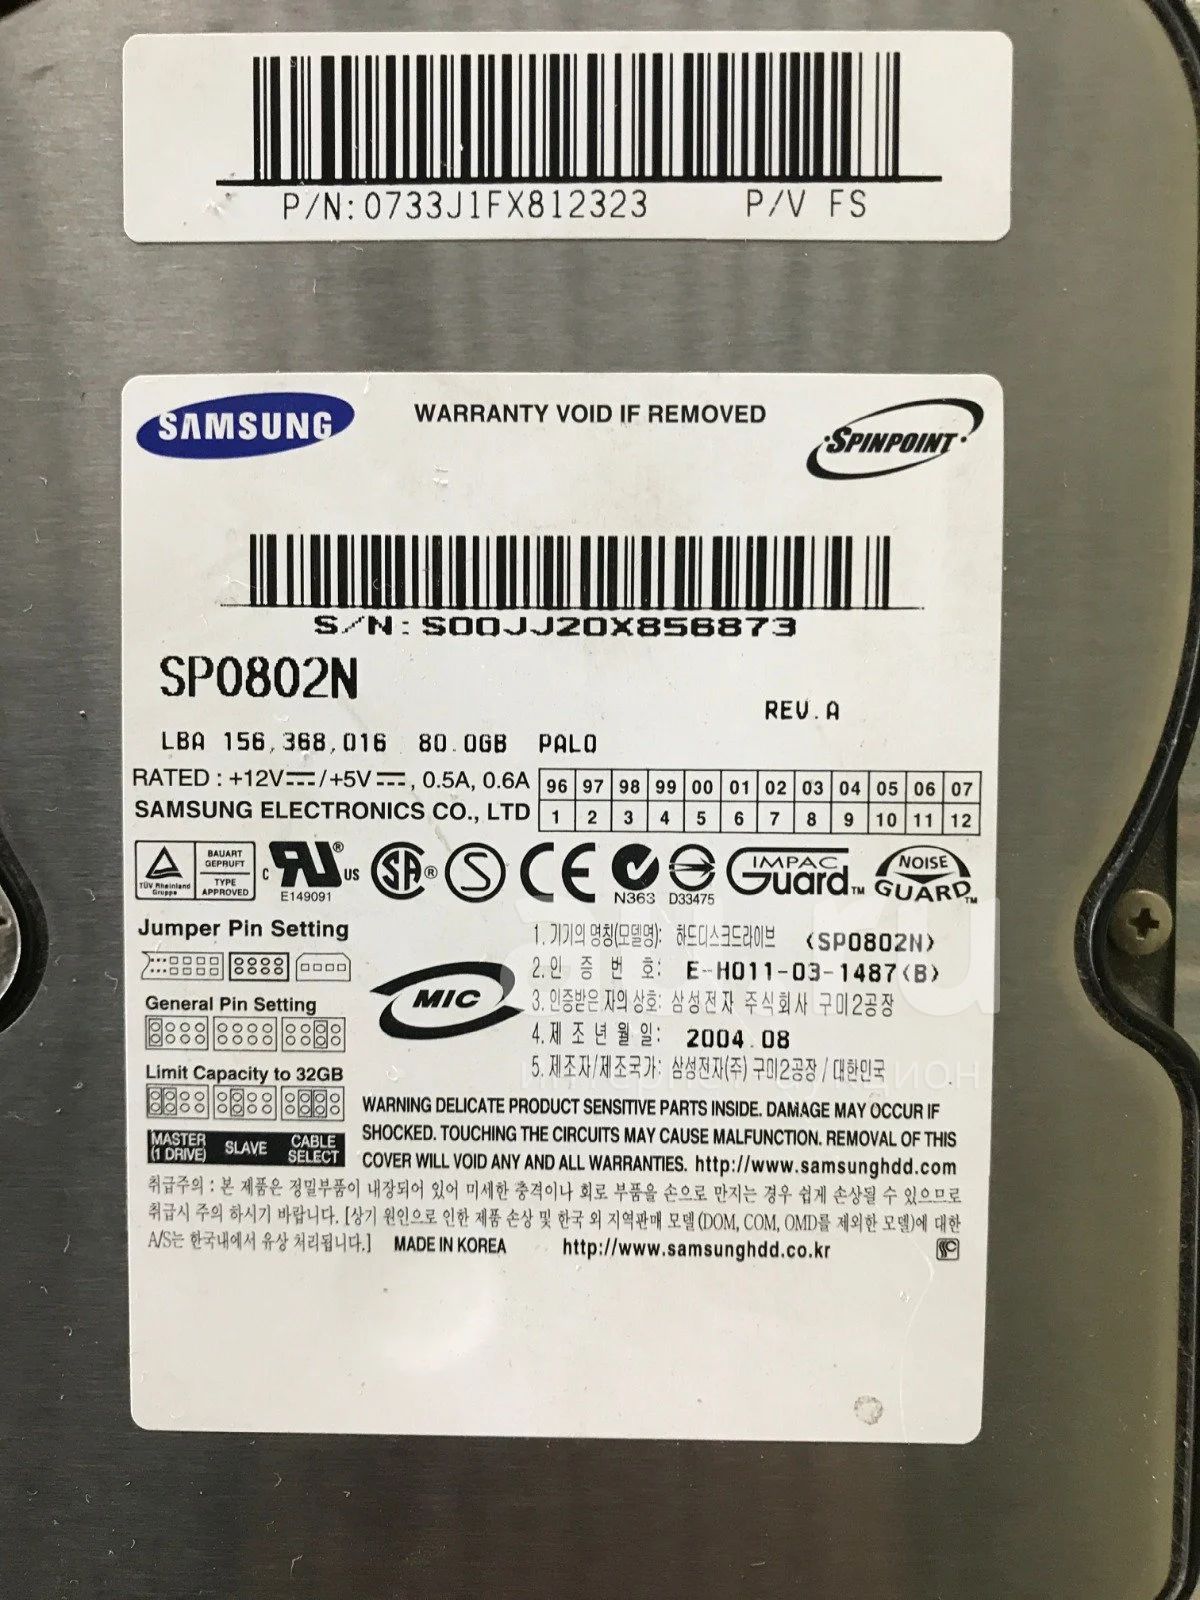 P/N:0733J1FX812323 P/V FS
SAMSUNG
WARRANTY VOID IF REMOVED
SPINPOINT
S/N:S00JJ20X856873
SP0802N
REV.A
LBA 156,368,016 80.0GB PALO
RATED : +12V⎓/+5V⎓, 0.5A, 0.6A
SAMSUNG ELECTRONICS CO., LTD
96 97 98 99 00 01 02 03 04 05 06 07
1 2 3 4 5 6 7 8 9 10 11 12
TÜV Rheinland Gruppe
BAUART GEPRUFT
TYPE APPROVED
C RU® US
E149091
SA®
S
CE
N363
D33475
IMPAC Guard™
NOISE GUARD™
Jumper Pin Setting
General Pin Setting
Limit Capacity to 32GB
MASTER (1 DRIVE) SLAVE CABLE SELECT
MIC
1. 기기의 명칭(모델명): 하드디스크드라이브 (SP0802N)
2. 인 증 번 호: E-H011-03-1487(B)
3. 인증받은 자의 상호: 삼성전자 주식회사 구미2공장
4. 제 조 년 월 일: 2004.08
5. 제조자/제조국가: 삼성전자(주) 구미2공장 / 대한민국
WARNING DELICATE PRODUCT SENSITIVE PARTS INSIDE. DAMAGE MAY OCCUR IF
SHOCKED. TOUCHING THE CIRCUITS MAY CAUSE MALFUNCTION. REMOVAL OF THIS
COVER WILL VOID ANY AND ALL WARRANTIES. http://www.samsunghdd.com
취급주의 : 본 제품은 정밀부품이 내장되어 있어 미세한 충격이나 회로 부품을 손으로 만지는 경우 쉽게 손상될 수 있으므로
취급시 주의 하시기 바랍니다. [상기 원인으로 인한 제품 손상 및 한국 외 지역판매 모델(DOM, COM, OMD를 제외한 모델)에 대한
A/S는 한국내에서 유상 처리됩니다.] MADE IN KOREA http://www.samsunghdd.co.kr